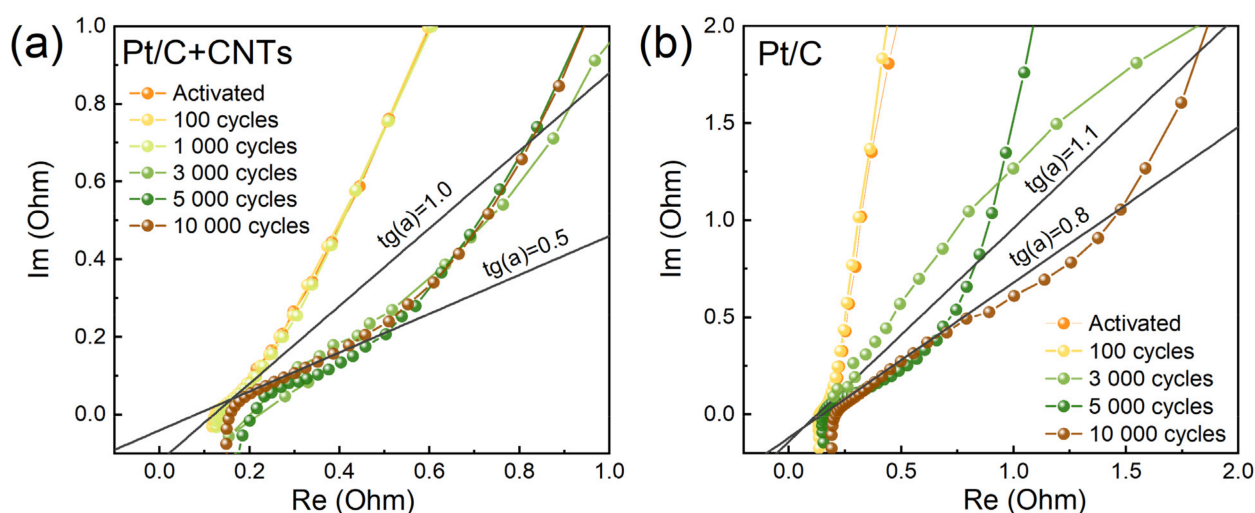 (a)
Pt/C+CNTs
Activated
100 cycles
1 000 cycles
3 000 cycles
5 000 cycles
10 000 cycles
tg(a)=1.0
tg(a)=0.5
1.0
0.8
0.6
0.4
0.2
0.0
Im (Ohm)
0.0 0.2 0.4 0.6 0.8 1.0
Re (Ohm)
(b)
Pt/C
tg(a)=1.1
tg(a)=0.8
Activated
100 cycles
3 000 cycles
5 000 cycles
10 000 cycles
2.0
1.5
1.0
0.5
0.0
Im (Ohm)
0.0 0.5 1.0 1.5 2.0
Re (Ohm)